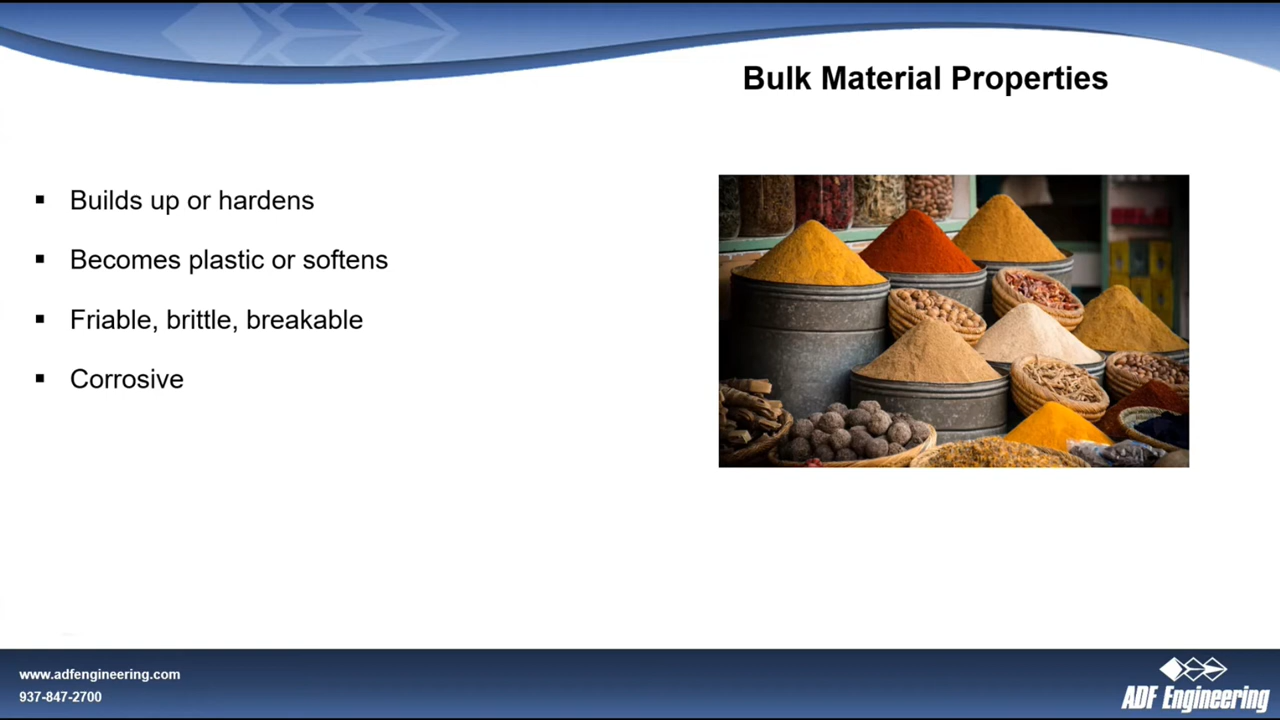 Bulk Material Properties
▪ Builds up or hardens
▪ Becomes plastic or softens
▪ Friable, brittle, breakable
▪ Corrosive
www.adfengineering.com
937-847-2700
ADF Engineering